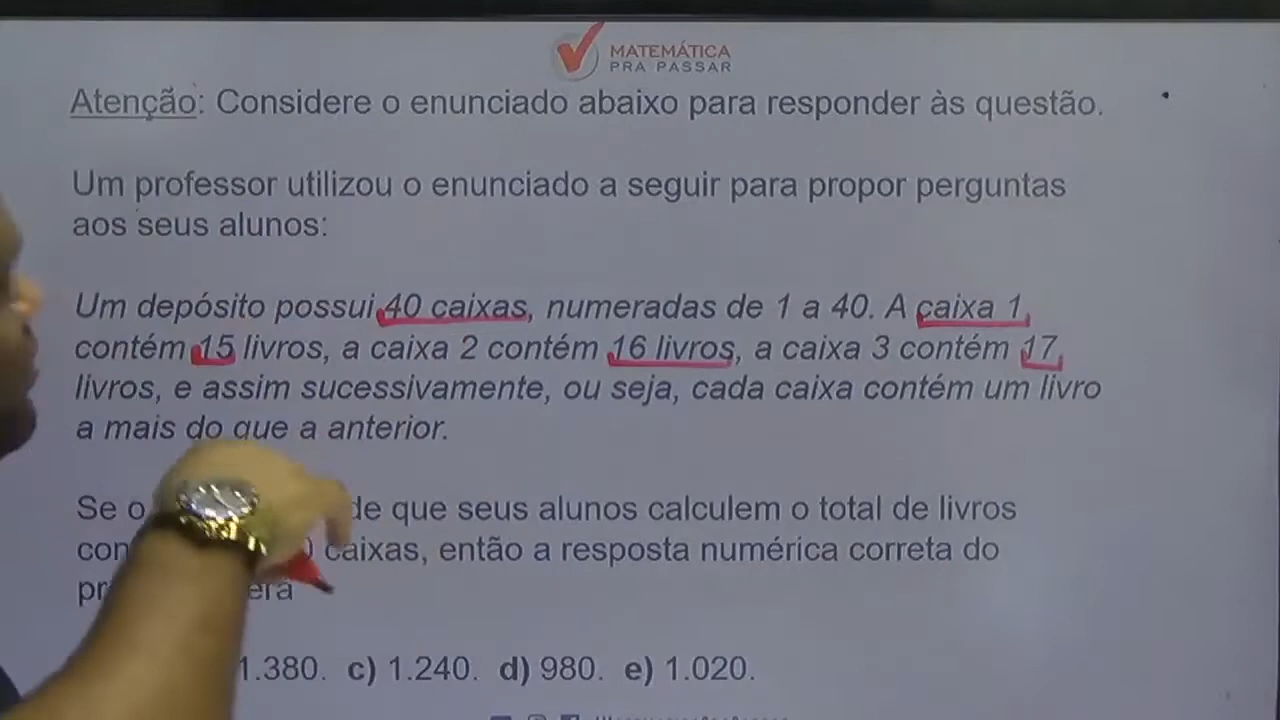 MATEMÁTICA
PRA PASSAR
Atenção: Considere o enunciado abaixo para responder às questão.
Um professor utilizou o enunciado a seguir para propor perguntas
aos seus alunos:
Um depósito possui 40 caixas, numeradas de 1 a 40. A caixa 1
contém 15 livros, a caixa 2 contém 16 livros, a caixa 3 contém 17
livros, e assim sucessivamente, ou seja, cada caixa contém um livro
a mais do que a anterior.
Se o de que seus alunos calculem o total de livros
con caixas, então a resposta numérica correta do
pr erá
1.380. c) 1.240. d) 980. e) 1.020.